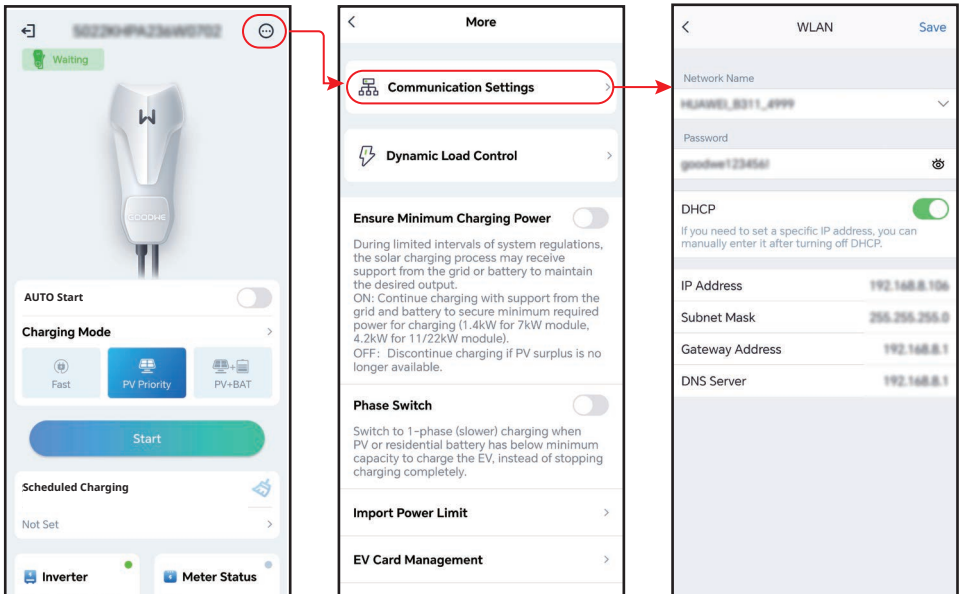 Waiting
GOODWE
AUTO Start
Charging Mode
Fast
PV Priority
PV+BAT
Start
Scheduled Charging
Not Set
Inverter
Meter Status
More
Communication Settings
Dynamic Load Control
Ensure Minimum Charging Power
During limited intervals of system regulations,
the solar charging process may receive
support from the grid or battery to maintain
the desired output.
ON: Continue charging with support from the
grid and battery to secure minimum required
power for charging (1.4kW for 7kW module,
4.2kW for 11/22kW module).
OFF: Discontinue charging if PV surplus is no
longer available.
Phase Switch
Switch to 1-phase (slower) charging when
PV or residential battery has below minimum
capacity to charge the EV, instead of stopping
charging completely.
Import Power Limit
EV Card Management
WLAN
Save
Network Name
HUAWEI_B311_4999
Password
goodwe123456!
DHCP
If you need to set a specific IP address, you can
manually enter it after turning off DHCP.
IP Address
192.168.8.106
Subnet Mask
255.255.255.0
Gateway Address
192.168.8.1
DNS Server
192.168.8.1